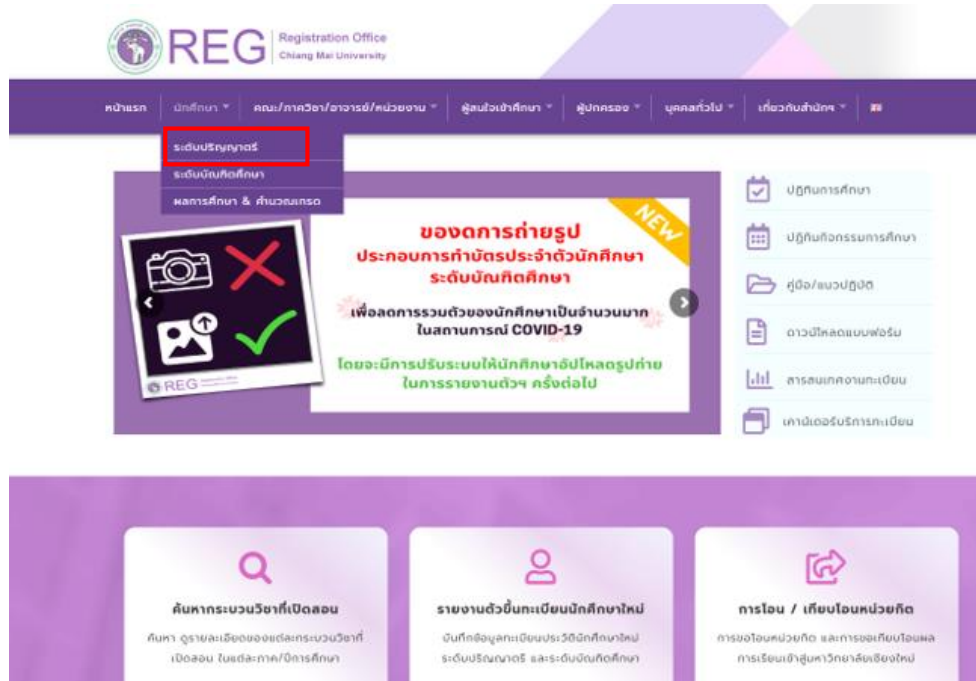 REG
Registration Office
Chiang Mai University
หน้าแรก นักศึกษา คณะ/ภาควิชา/อาจารย์/หน่วยงาน ผู้สนใจเข้าศึกษา ผู้ปกครอง บุคคลทั่วไป เกี่ยวกับสำนักฯ
ระดับปริญญาตรี
ระดับบัณฑิตศึกษา
ผลการศึกษา & คำนวณเกรด
NEW
ของดการถ่ายรูป
ประกอบการทำบัตรประจำตัวนักศึกษา
ระดับบัณฑิตศึกษา
เพื่อลดการรวมตัวของนักศึกษาเป็นจำนวนมาก
ในสถานการณ์ COVID-19
โดยจะมีการปรับระบบให้นักศึกษาอัปโหลดรูปถ่าย
ในการรายงานตัวฯ ครั้งต่อไป
REG
ปฏิทินการศึกษา
ปฏิทินกิจกรรมการศึกษา
คู่มือ/แนวปฏิบัติ
ดาวน์โหลดแบบฟอร์ม
สารสนเทศงานทะเบียน
เคาน์เตอร์บริการทะเบียน
ค้นหากระบวนวิชาที่เปิดสอน
ค้นหา ดูรายละเอียดของแต่ละกระบวนวิชาที่
เปิดสอน ในแต่ละภาค/ปีการศึกษา
รายงานตัวขึ้นทะเบียนนักศึกษาใหม่
บันทึกข้อมูลทะเบียนประวัตินักศึกษาใหม่
ระดับปริญญาตรี และระดับบัณฑิตศึกษา
การโอน / เทียบโอนหน่วยกิต
การขอโอนหน่วยกิต และการขอเทียบโอนผล
การเรียนเข้าสู่มหาวิทยาลัยเชียงใหม่